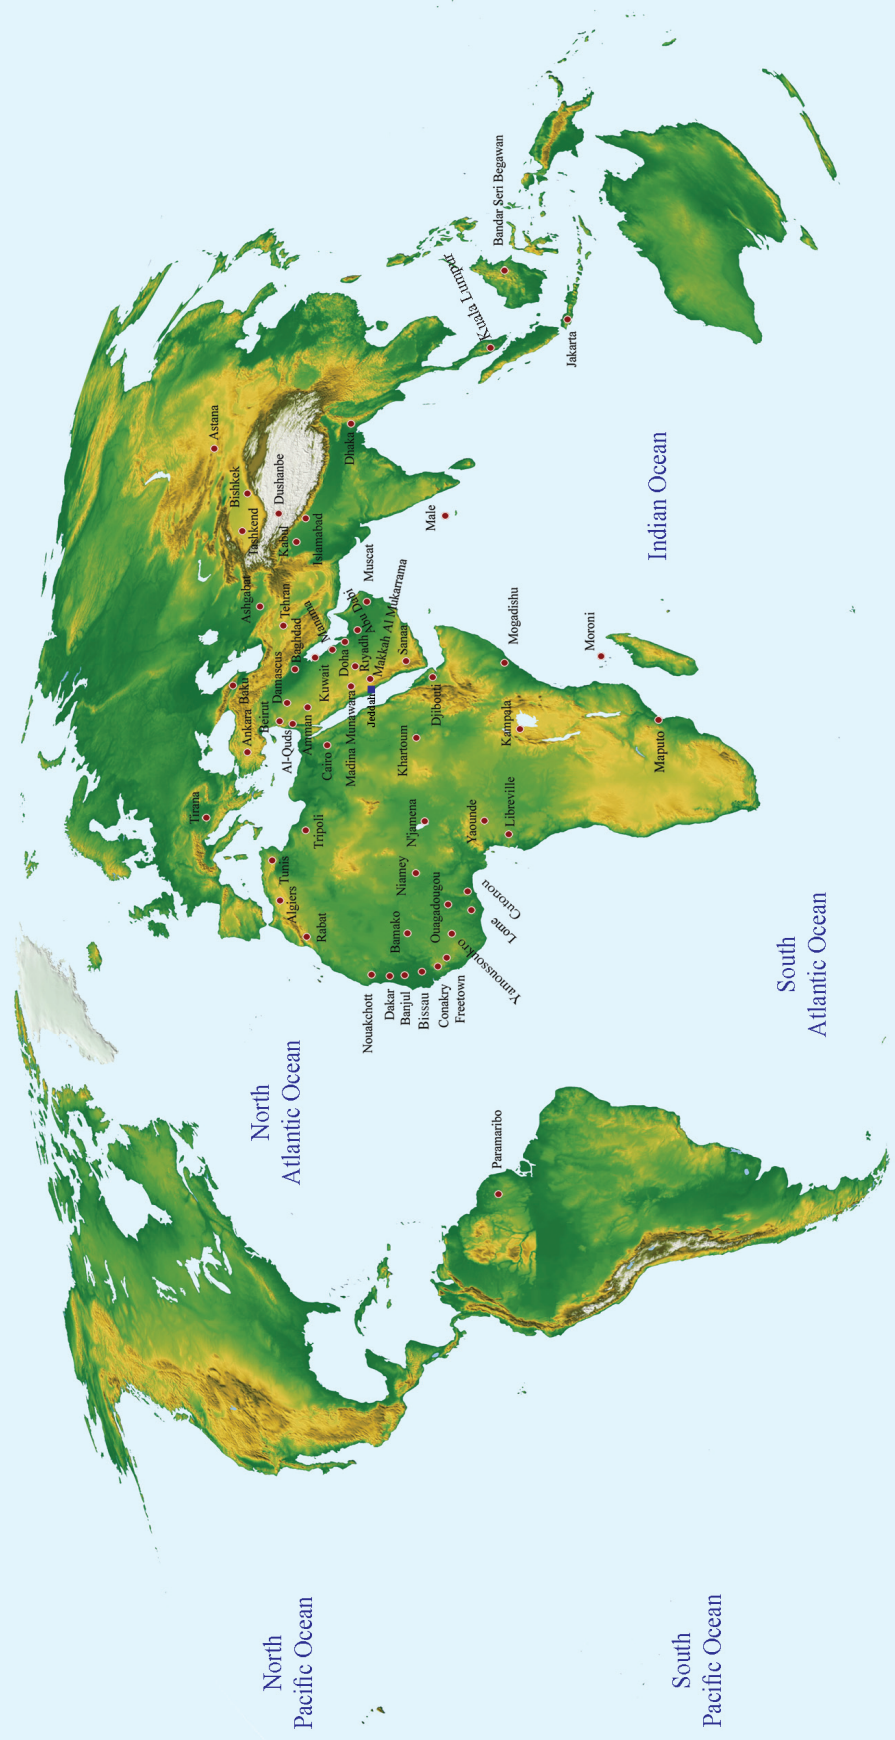 North
Pacific Ocean
South
Pacific Ocean
North
Atlantic Ocean
South
Atlantic Ocean
Indian Ocean
Paramaribo
Nouakchott
Dakar
Banjul
Bissau
Conakry
Freetown
Yamoussoukro
Bamako
Ouagadougou
Lome
Cutonou
Niamey
Rabat
Algiers
Tunis
Tripoli
N'jamena
Yaounde
Libreville
Tirana
Cairo
Khartoum
Kampala
Maputo
Ankara
Baku
Beirut
Al-Quds
Damascus
Amman
Baghdad
Kuwait
Manama
Madina Munawara
Jeddah
Doha
Riyadh
Abu Dabi
Makkah Al Mukarrama
Sanaa
Djibouti
Mogadishu
Moroni
Muscat
Tehran
Ashgabat
Tashkend
Kabul
Islamabad
Dushanbe
Bishkek
Astana
Male
Dhaka
Kuala Lumpur
Jakarta
Bandar Seri Begawan